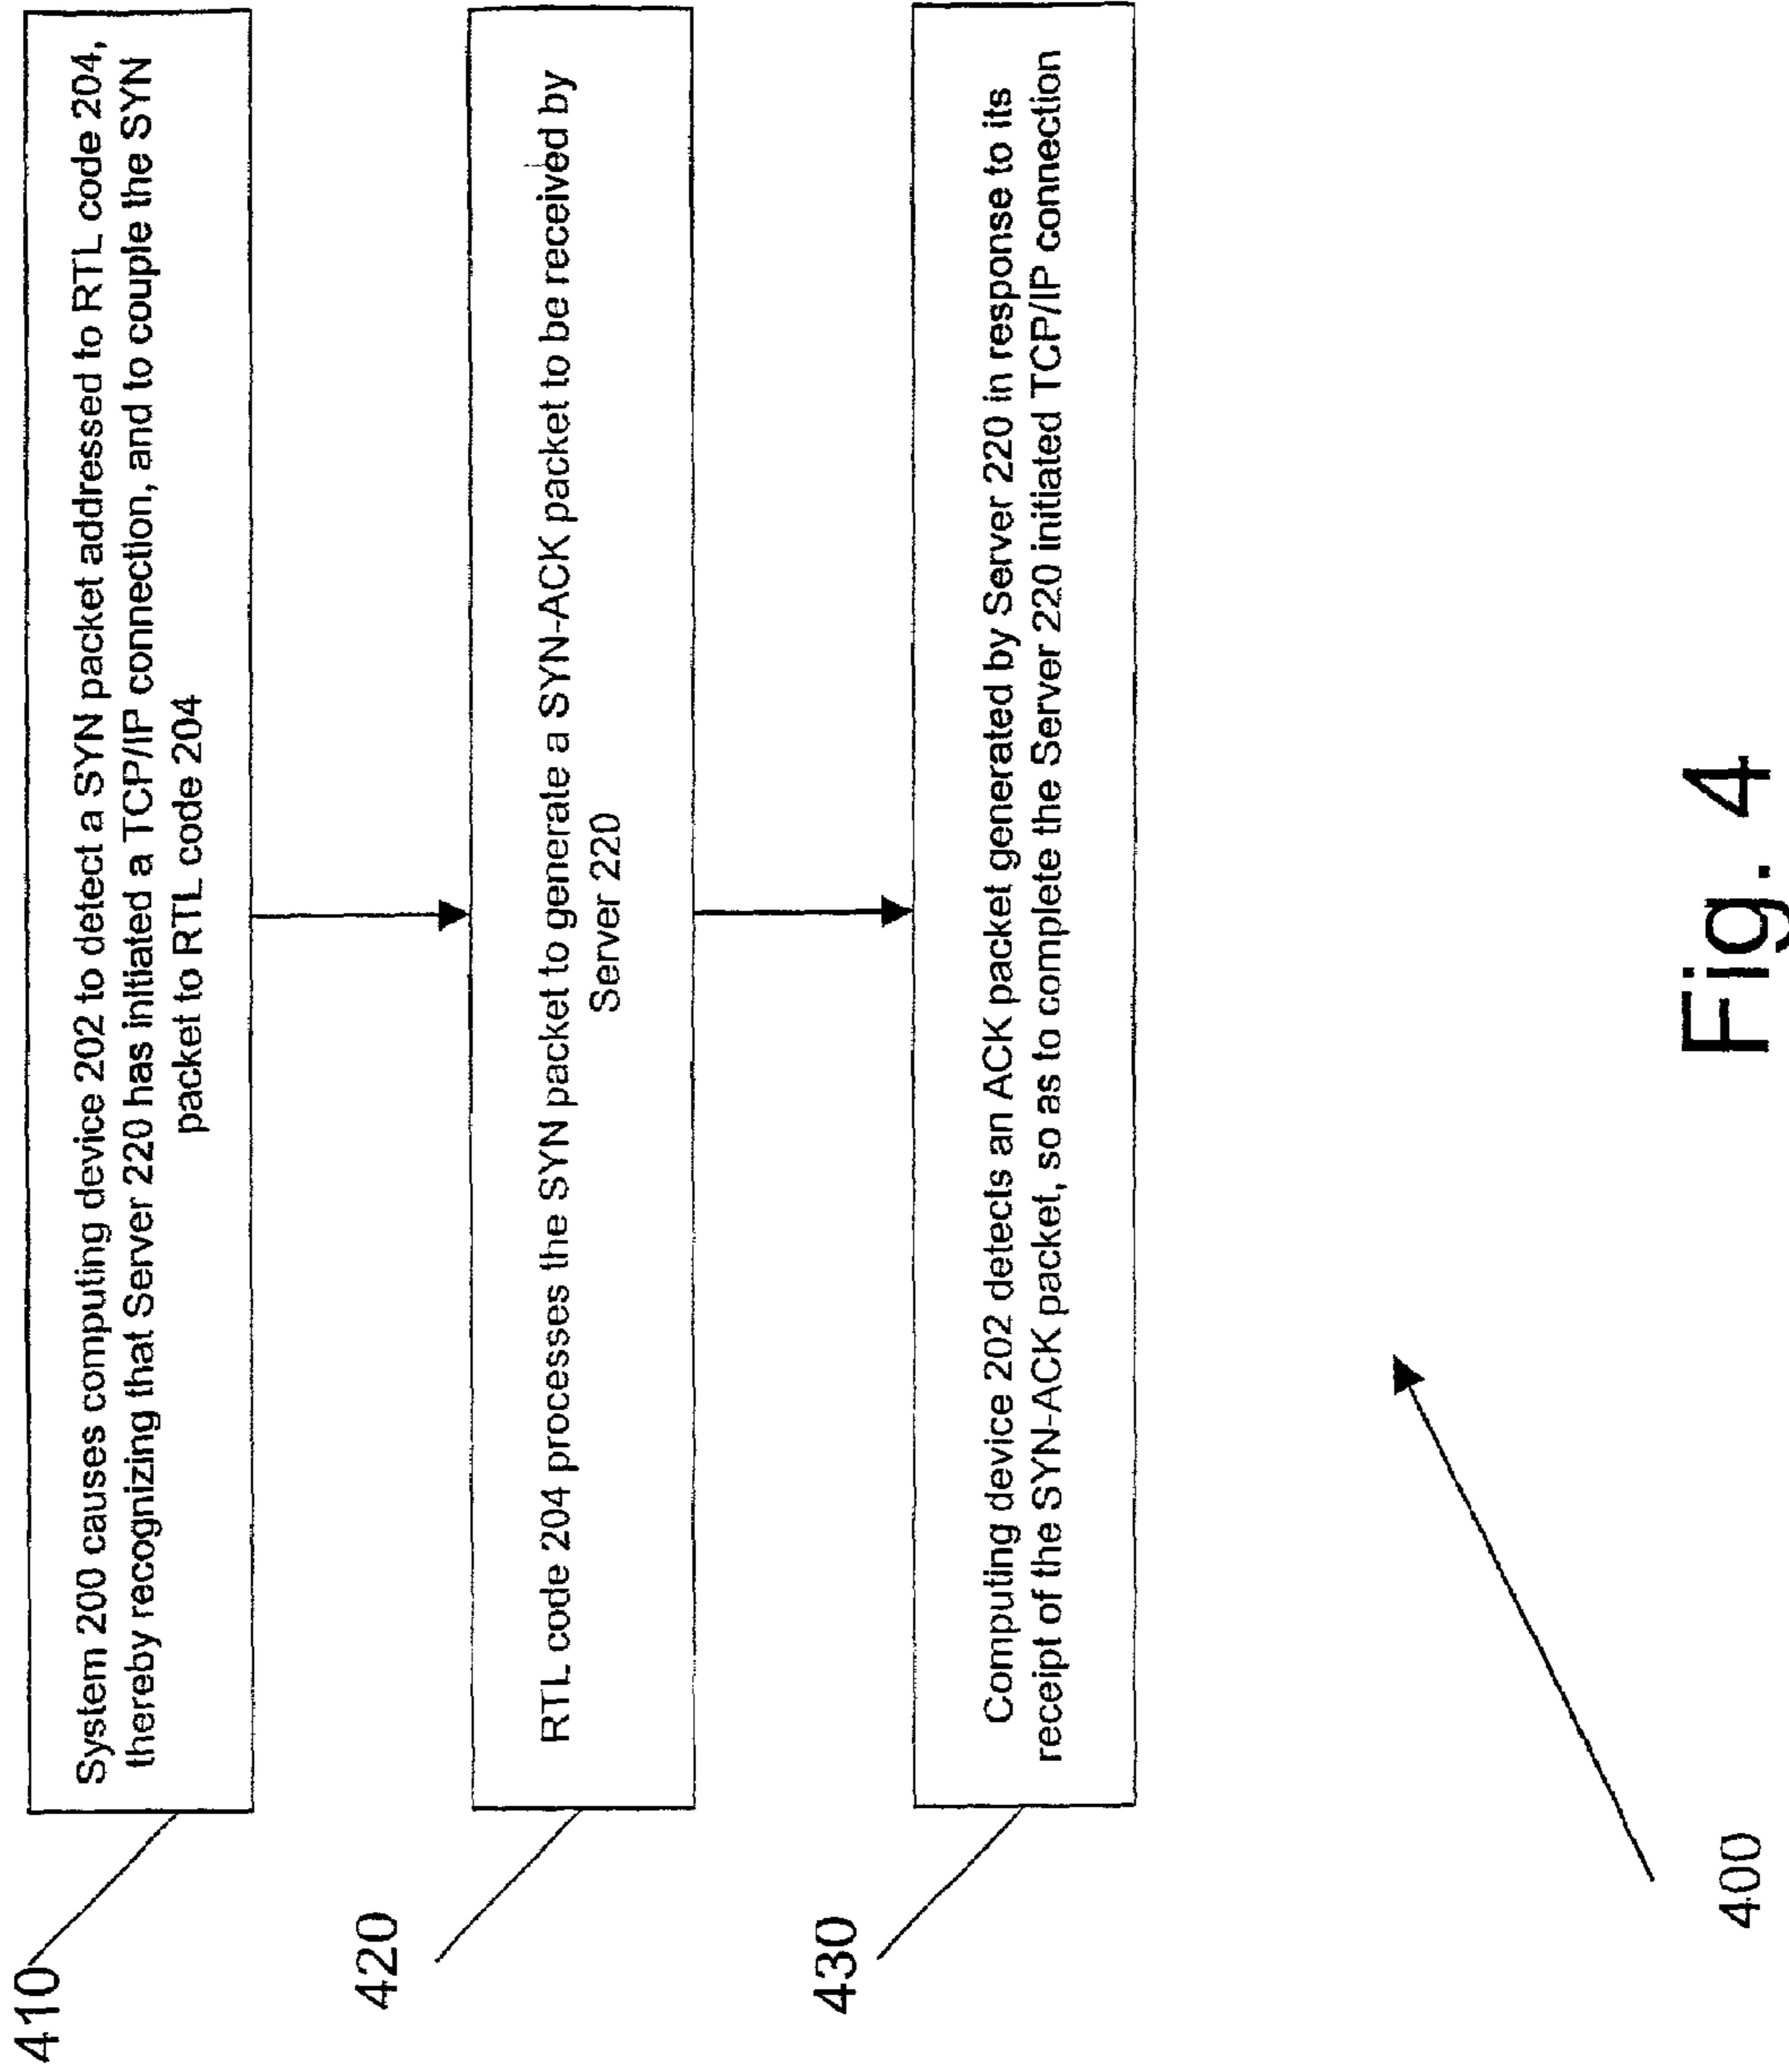 410
System 200 causes computing device 202 to detect a SYN packet addressed to RTL code 204,
thereby recognizing that Server 220 has initiated a TCP/IP connection, and to couple the SYN
packet to RTL code 204
420
RTL code 204 processes the SYN packet to generate a SYN-ACK packet to be received by
Server 220
430
Computing device 202 detects an ACK packet generated by Server 220 in response to its
receipt of the SYN-ACK packet, so as to complete the Server 220 initiated TCP/IP connection
400
Fig. 4